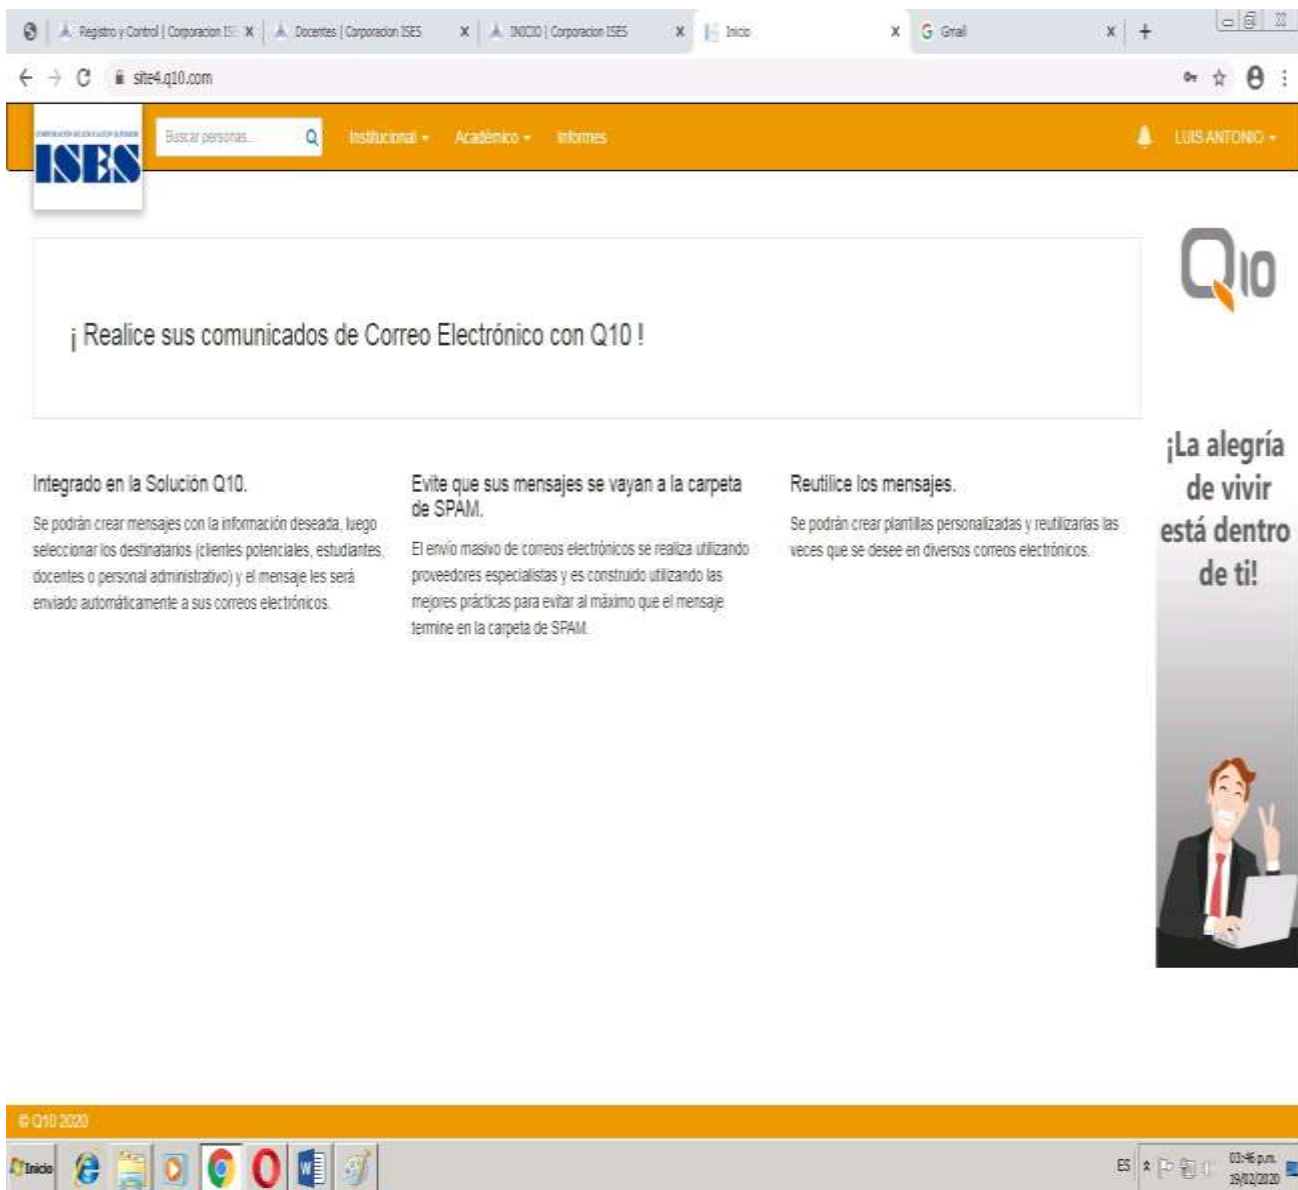 Registro y Control | Corporacion IS
Docentes | Corporacion ISES
INICIO | Corporacion ISES
Inicio
Gmail
site4.q10.com
ISES
Buscar personas...
Institucional
Académico
Informes
LUIS ANTONIO
Q10
¡ Realice sus comunicados de Correo Electrónico con Q10 !
Integrado en la Solución Q10.
Se podrán crear mensajes con la información deseada, luego
seleccionar los destinatarios (clientes potenciales, estudiantes,
docentes o personal administrativo) y el mensaje les será
enviado automáticamente a sus correos electrónicos.
Evite que sus mensajes se vayan a la carpeta
de SPAM.
El envío masivo de correos electrónicos se realiza utilizando
proveedores especialistas y es construido utilizando las
mejores prácticas para evitar al máximo que el mensaje
termine en la carpeta de SPAM.
Reutilice los mensajes.
Se podrán crear plantillas personalizadas y reutilizarlas las
veces que se desee en diversos correos electrónicos.
¡La alegría
de vivir
está dentro
de ti!
© Q10 2020
Inicio
ES
03:46 p.m.
19/02/2020